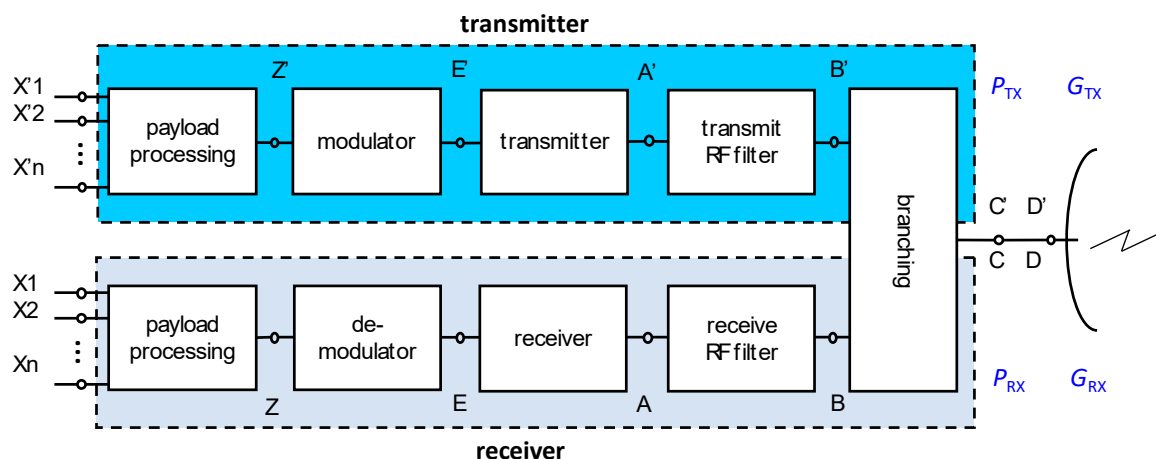 transmitter
Z' E' A' B' P_TX G_TX
X'1
X'2
X'n
payload
processing
modulator
transmitter
transmit
RF filter
branching
C' D'
C D
X1
X2
Xn
payload
processing
de-
modulator
receiver
receive
RF filter
P_RX G_RX
Z E A B
receiver